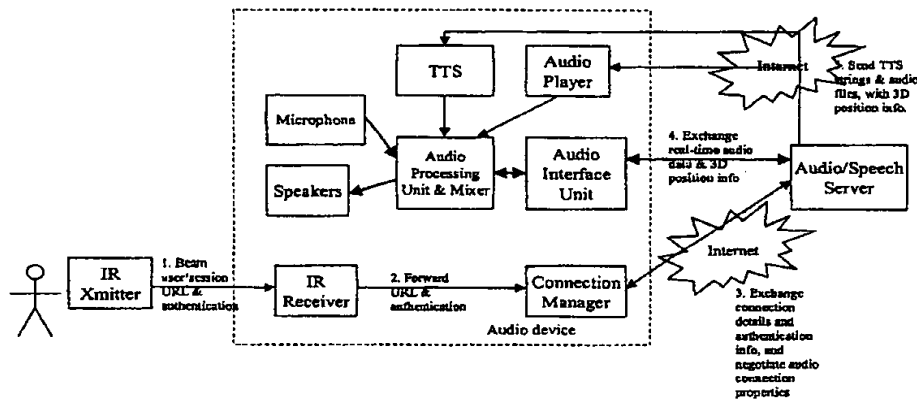 TTS
Audio
Player
Internet
Send TTS
strings & audio
files, with 3D
position info.
Microphone
Audio
Processing
Unit & Mixer
Audio
Interface
Unit
4. Exchange
real-time audio
data & 3D
position info
Audio/Speech
Server
Speakers
Internet
IR
Xmitter
1. Beam
user/session
URL &
authentication
IR
Receiver
2. Forward
URL &
authentication
Connection
Manager
Audio device
3. Exchange
connection
details and
authentication
info, and
negotiate audio
connection
properties